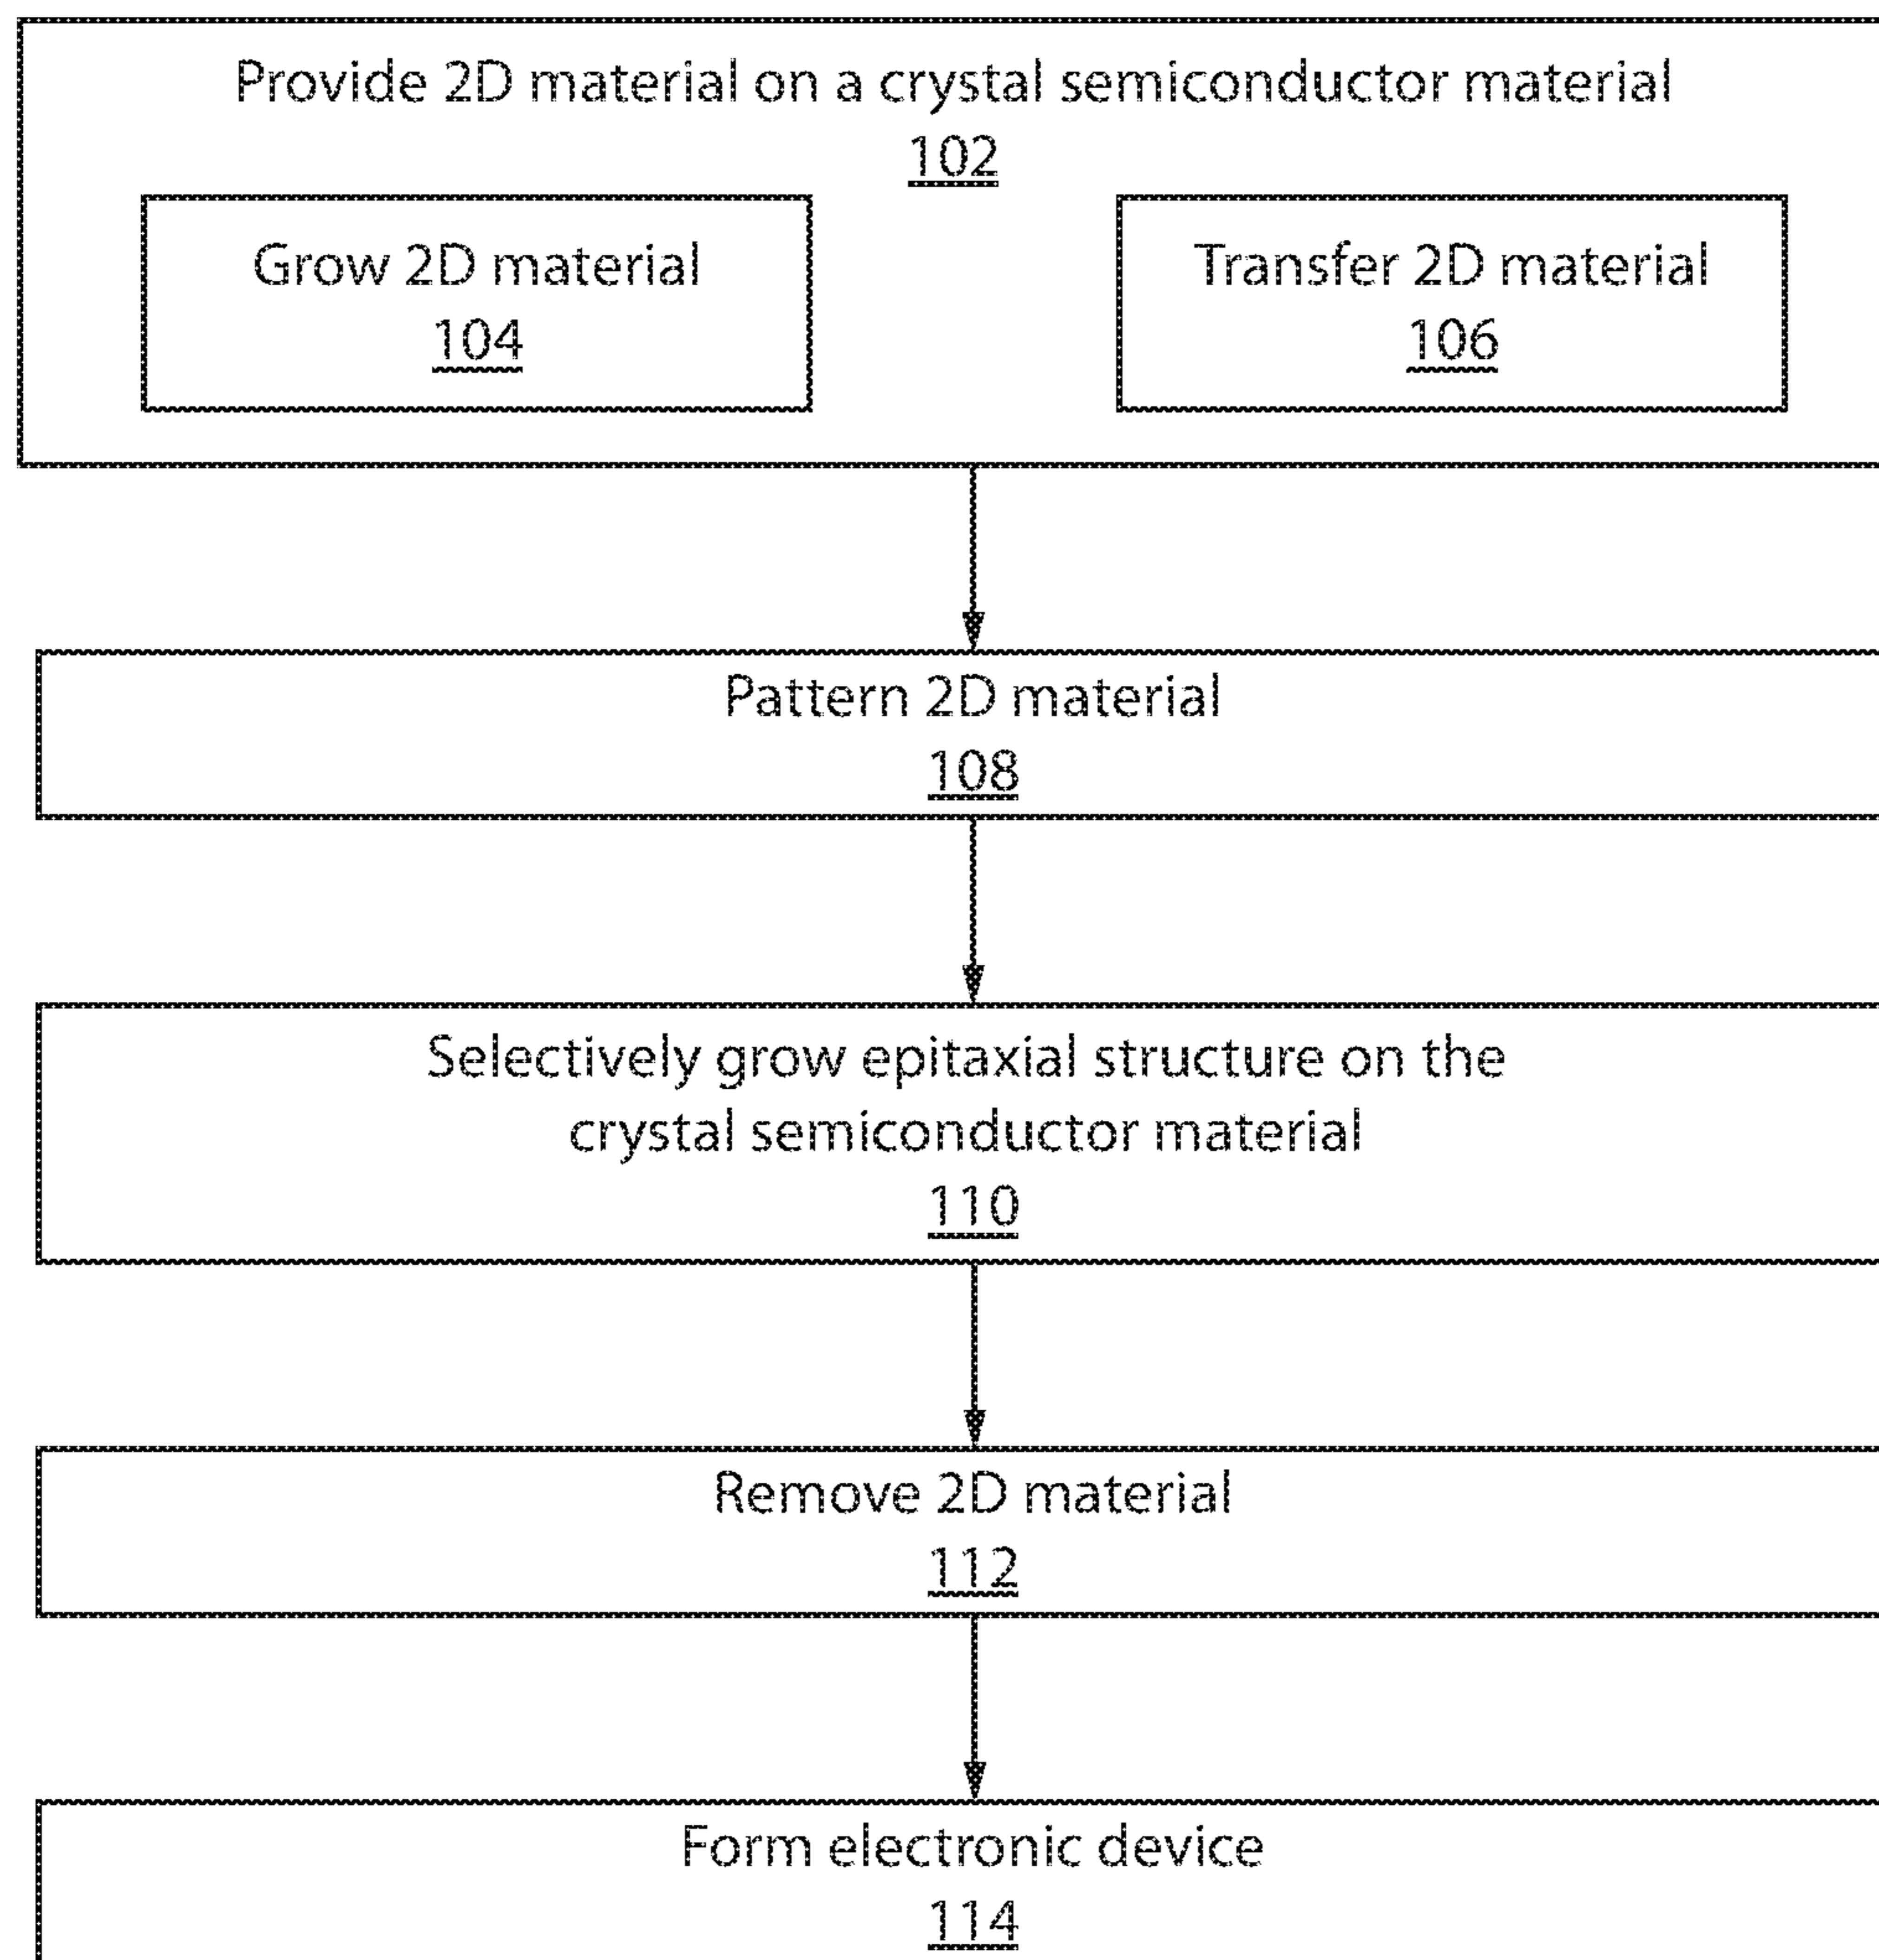 Provide 2D material on a crystal semiconductor material
102
Grow 2D material
104
Transfer 2D material
106
Pattern 2D material
108
Selectively grow epitaxial structure on the
crystal semiconductor material
110
Remove 2D material
112
Form electronic device
114